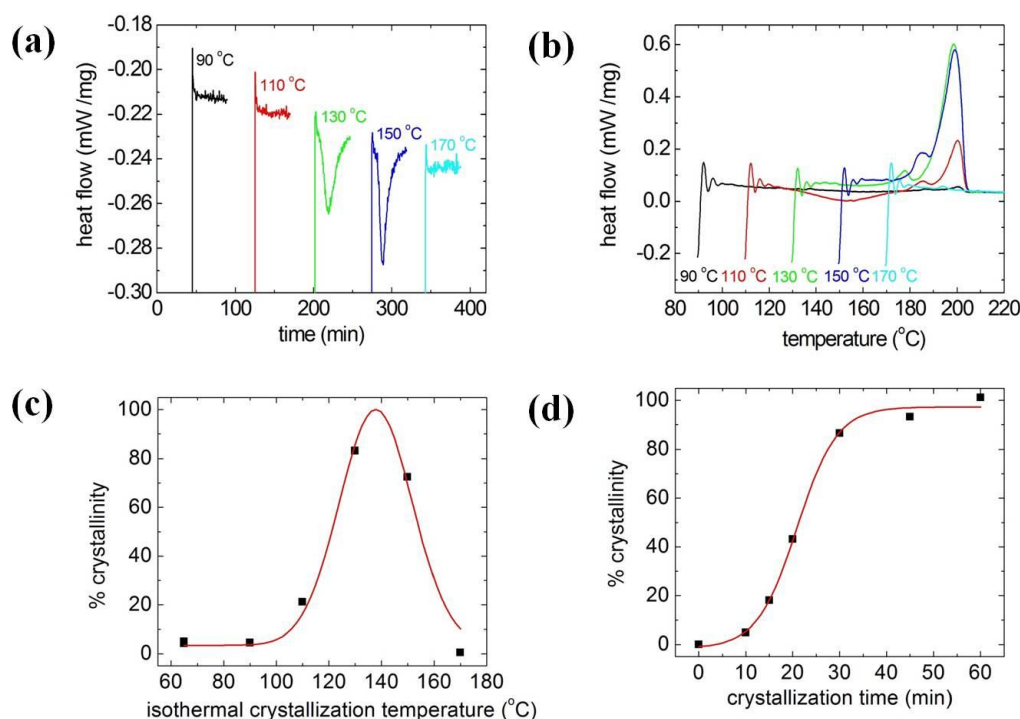 (a)
-0.18
-0.20
-0.22
-0.24
-0.26
-0.28
-0.30
heat flow (mW /mg)
90 °C
110 °C
130 °C
150 °C
170 °C
0 100 200 300 400
time (min)
(b)
0.6
0.4
0.2
0.0
-0.2
heat flow (mW/mg)
90 °C 110 °C 130 °C 150 °C 170 °C
80 100 120 140 160 180 200 220
temperature (°C)
(c)
100
80
60
40
20
0
% crystallinity
60 80 100 120 140 160 180
isothermal crystallization temperature (°C)
(d)
100
80
60
40
20
0
% crystallinity
0 10 20 30 40 50 60
crystallization time (min)